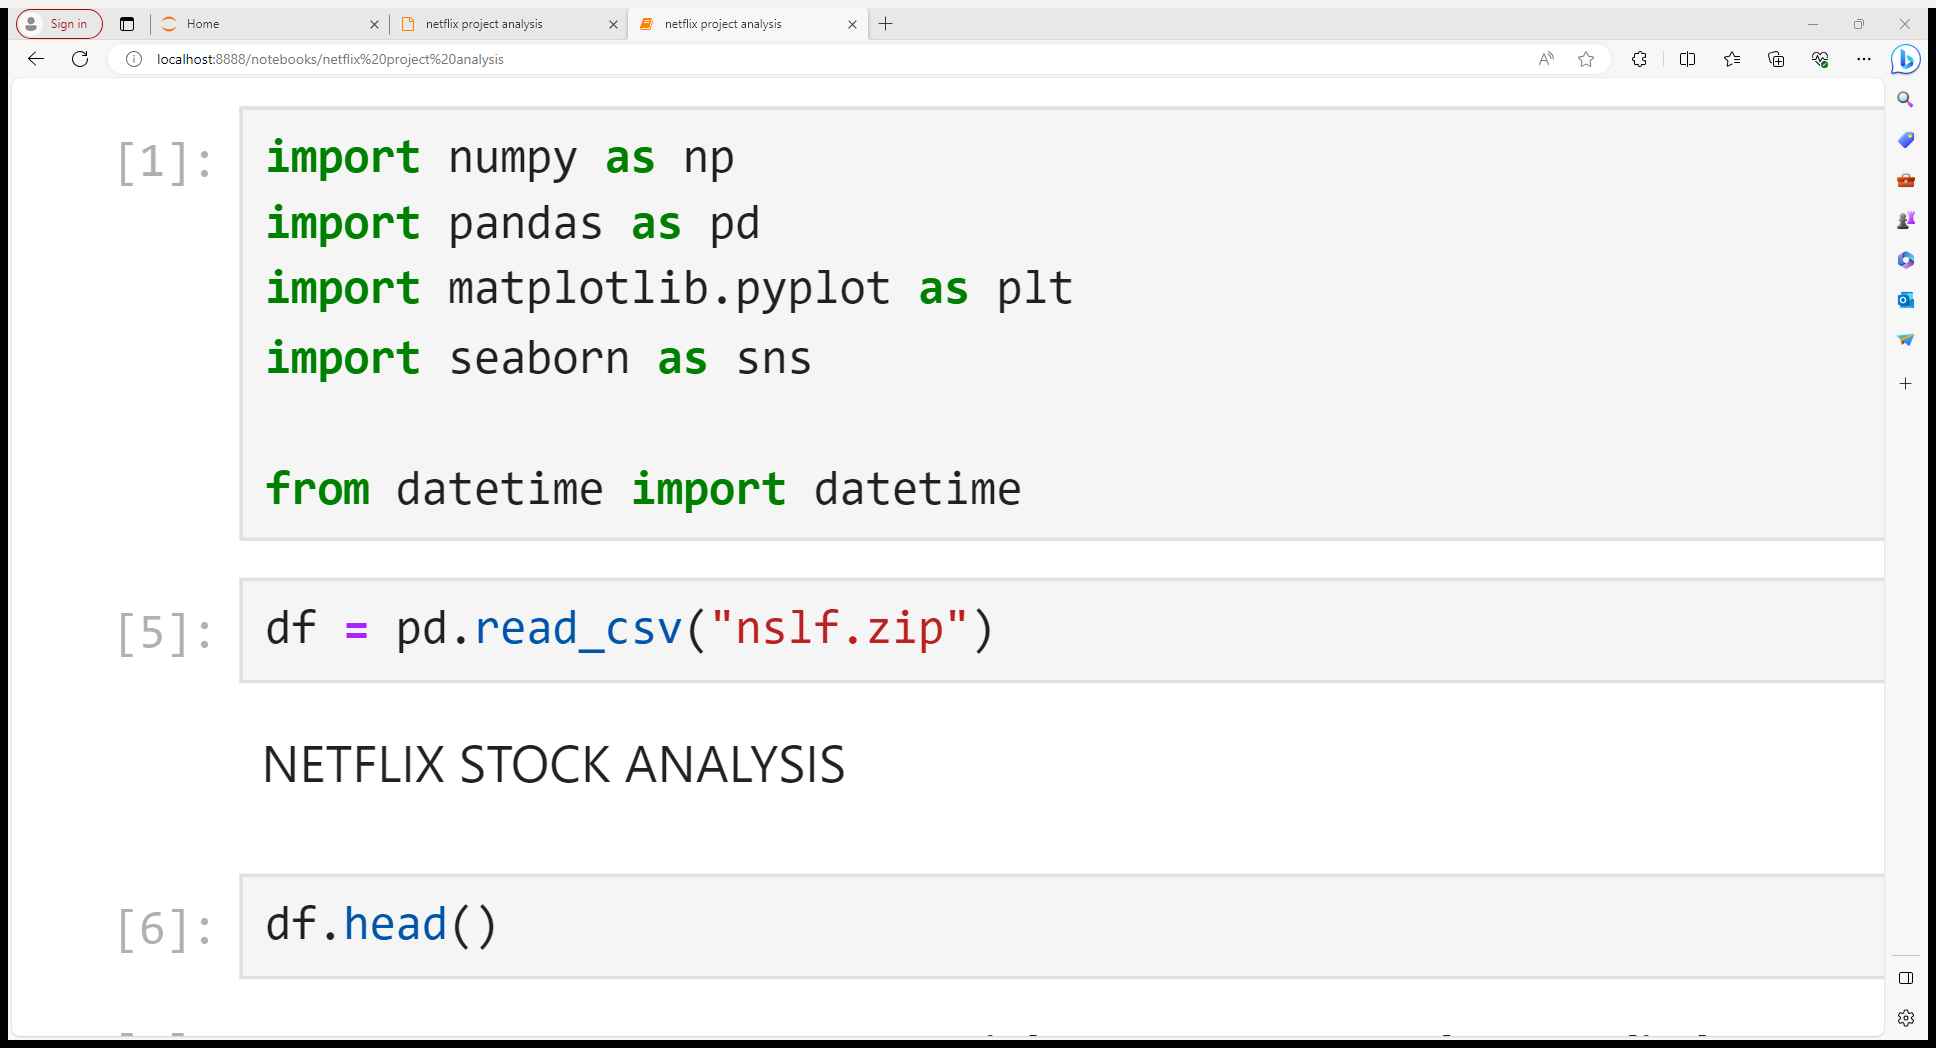 Sign in
Home
netflix project analysis
netflix project analysis
localhost:8888/notebooks/netflix%20project%20analysis
[1]:
import numpy as np
import pandas as pd
import matplotlib.pyplot as plt
import seaborn as sns
from datetime import datetime
[5]:
df = pd.read_csv("nslf.zip")
NETFLIX STOCK ANALYSIS
[6]:
df.head()